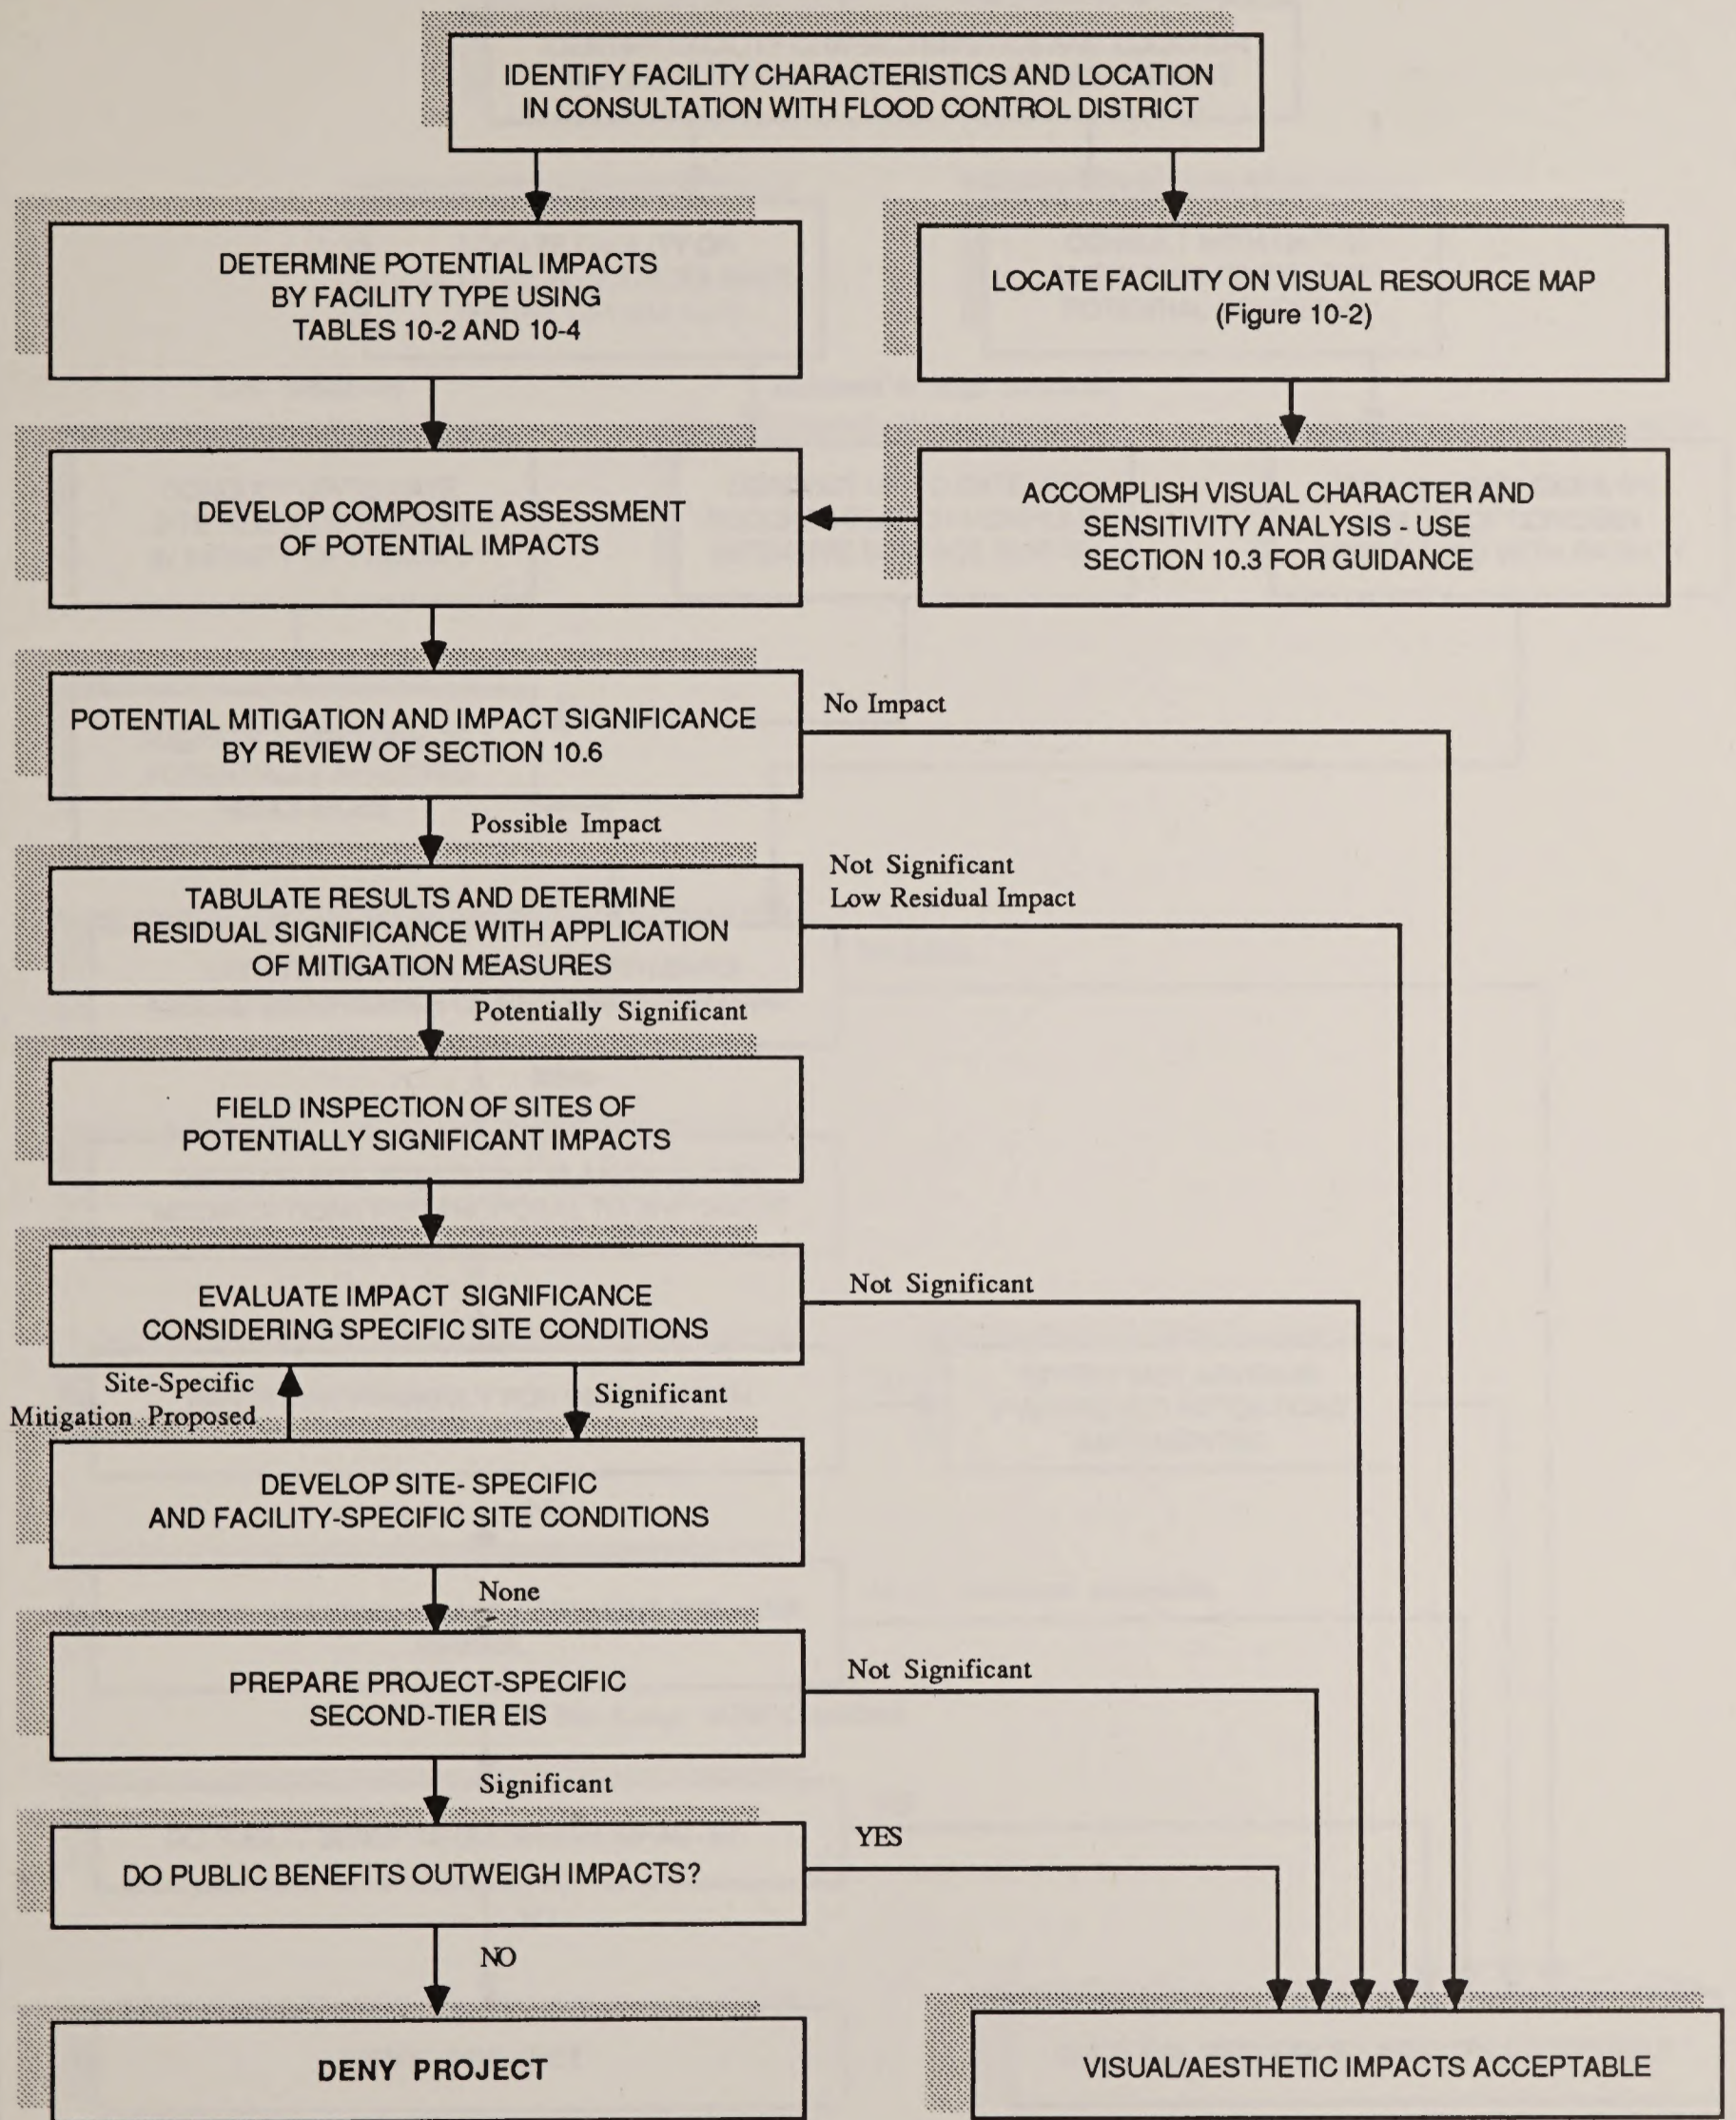 IDENTIFY FACILITY CHARACTERISTICS AND LOCATION
IN CONSULTATION WITH FLOOD CONTROL DISTRICT
DETERMINE POTENTIAL IMPACTS
BY FACILITY TYPE USING
TABLES 10-2 AND 10-4
LOCATE FACILITY ON VISUAL RESOURCE MAP
(Figure 10-2)
DEVELOP COMPOSITE ASSESSMENT
OF POTENTIAL IMPACTS
ACCOMPLISH VISUAL CHARACTER AND
SENSITIVITY ANALYSIS - USE
SECTION 10.3 FOR GUIDANCE
POTENTIAL MITIGATION AND IMPACT SIGNIFICANCE
BY REVIEW OF SECTION 10.6
No Impact
Possible Impact
TABULATE RESULTS AND DETERMINE
RESIDUAL SIGNIFICANCE WITH APPLICATION
OF MITIGATION MEASURES
Not Significant
Low Residual Impact
Potentially Significant
FIELD INSPECTION OF SITES OF
POTENTIALLY SIGNIFICANT IMPACTS
EVALUATE IMPACT SIGNIFICANCE
CONSIDERING SPECIFIC SITE CONDITIONS
Not Significant
Site-Specific
Mitigation Proposed
Significant
DEVELOP SITE- SPECIFIC
AND FACILITY-SPECIFIC SITE CONDITIONS
None
PREPARE PROJECT-SPECIFIC
SECOND-TIER EIS
Not Significant
Significant
DO PUBLIC BENEFITS OUTWEIGH IMPACTS?
YES
NO
DENY PROJECT
VISUAL/AESTHETIC IMPACTS ACCEPTABLE